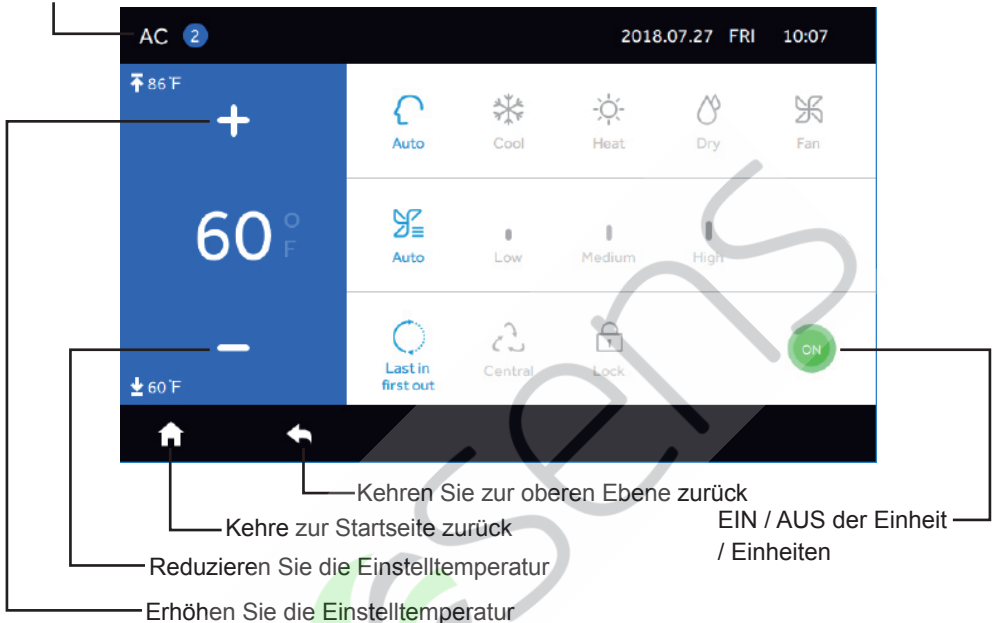 AC 2 2018.07.27 FRI 10:07
86°F
Auto Cool Heat Dry Fan
60 °F
Auto Low Medium High
Last in
first out
Central Lock ON
60°F
Kehren Sie zur oberen Ebene zurück
Kehre zur Startseite zurück
EIN / AUS der Einheit
/ Einheiten
Reduzieren Sie die Einstelltemperatur
Erhöhen Sie die Einstelltemperatur